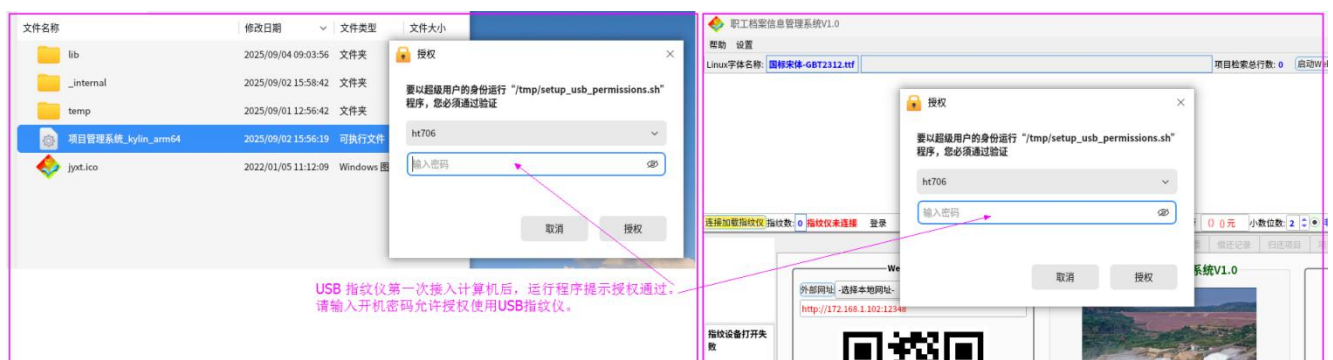 文件名称 修改日期 文件类型 文件大小
lib 2025/09/04 09:03:56 文件夹
_internal 2025/09/02 15:58:42 文件夹
temp 2025/09/01 12:56:42 文件夹
项目管理系统_kylin_arm64 2025/09/02 15:56:19 可执行文件
jyxt.ico 2022/01/05 11:12:09 Windows 图
授权
要以超级用户的身份运行“/tmp/setup_usb_permissions.sh”
程序，您必须通过验证
ht706
输入密码
取消 授权
USB 指纹仪第一次接入计算机后，运行程序提示授权通过。
请输入开机密码允许授权使用USB指纹仪。
职工档案信息管理系统V1.0
帮助 设置
Linux字体名称: 国标宋体-GBT2312.ttf 项目检索总行数: 0 启动We
授权
要以超级用户的身份运行“/tmp/setup_usb_permissions.sh”
程序，您必须通过验证
ht706
输入密码
取消 授权
连接加载指纹仪 指纹数: 0 指纹仪未连接 登录 元 小数位数: 2
借还记录 归还项目
We 系统V1.0
外部网址 -选择本地网址-
http://172.168.1.102:12348
指纹设备打开失
败